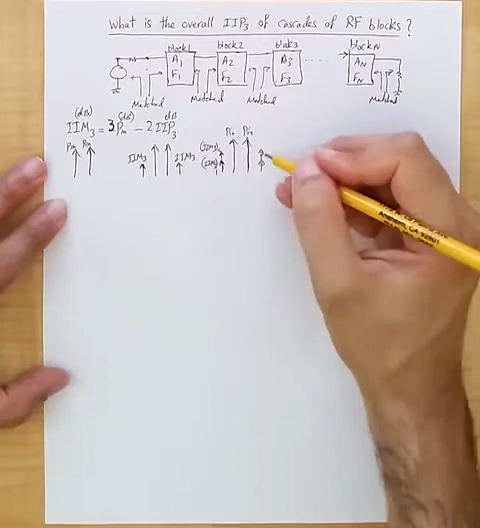 What is the overall IIP3 of cascades of RF blocks?
block1 block2 block3 block N
A1 A2 A3 AN
F1 F2 F3 FN
Matched Matched Matched Matched
(dB) (dB) dB
IIM3 = 3Pin - 2IIP3
Pin Pin
Pin Pin
IIM3 IIM3
(IIM3)1